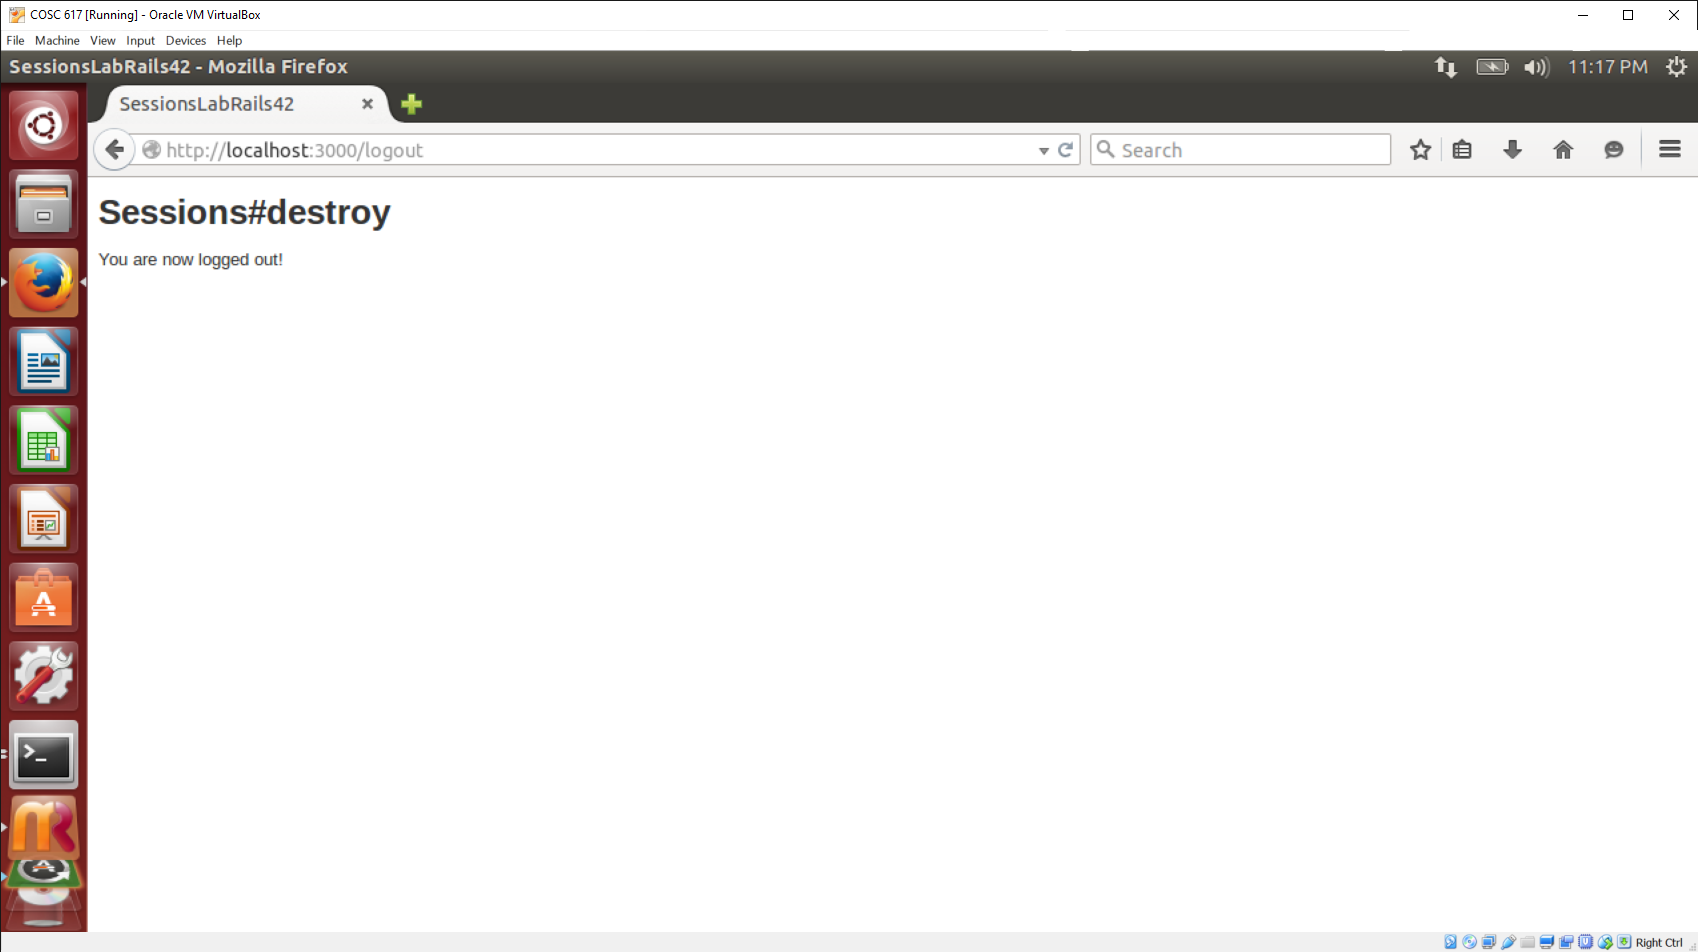 COSC 617 [Running] - Oracle VM VirtualBox
File Machine View Input Devices Help
SessionsLabRails42 - Mozilla Firefox
11:17 PM
SessionsLabRails42
http://localhost:3000/logout
Search
Sessions#destroy
You are now logged out!
Right Ctrl